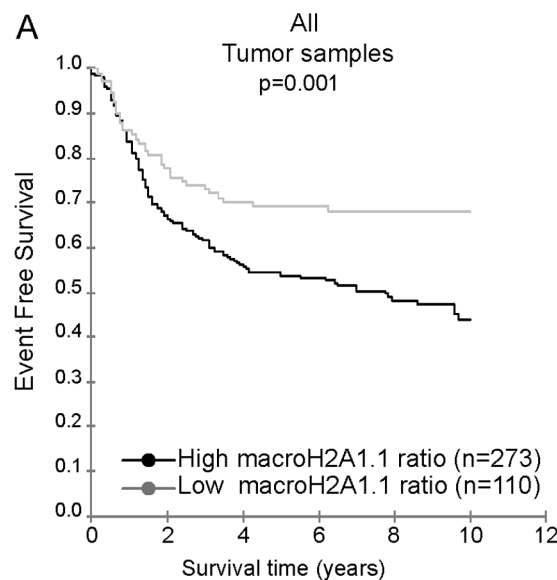 A
All
Tumor samples
p=0.001
Event Free Survival
1.0
0.9
0.8
0.7
0.6
0.5
0.4
0.3
0.2
0.1
0.0
High macroH2A1.1 ratio (n=273)
Low macroH2A1.1 ratio (n=110)
0 2 4 6 8 10 12
Survival time (years)